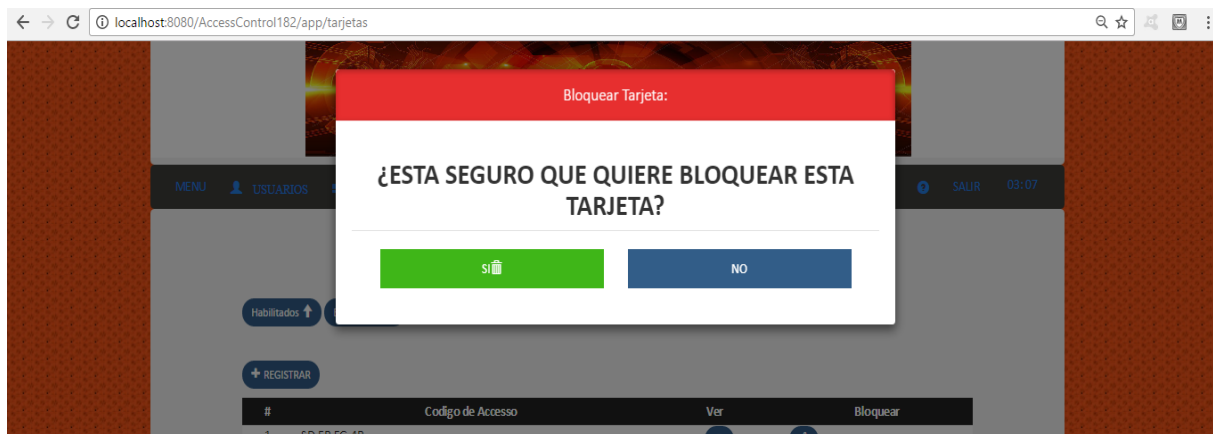 localhost:8080/AccessControl182/app/tarjetas
Bloquear Tarjeta:
¿ESTA SEGURO QUE QUIERE BLOQUEAR ESTA
TARJETA?
SI NO
MENU USUARIOS SALIR 03:07
Habilitados
REGISTRAR
# Codigo de Accesso Ver Bloquear